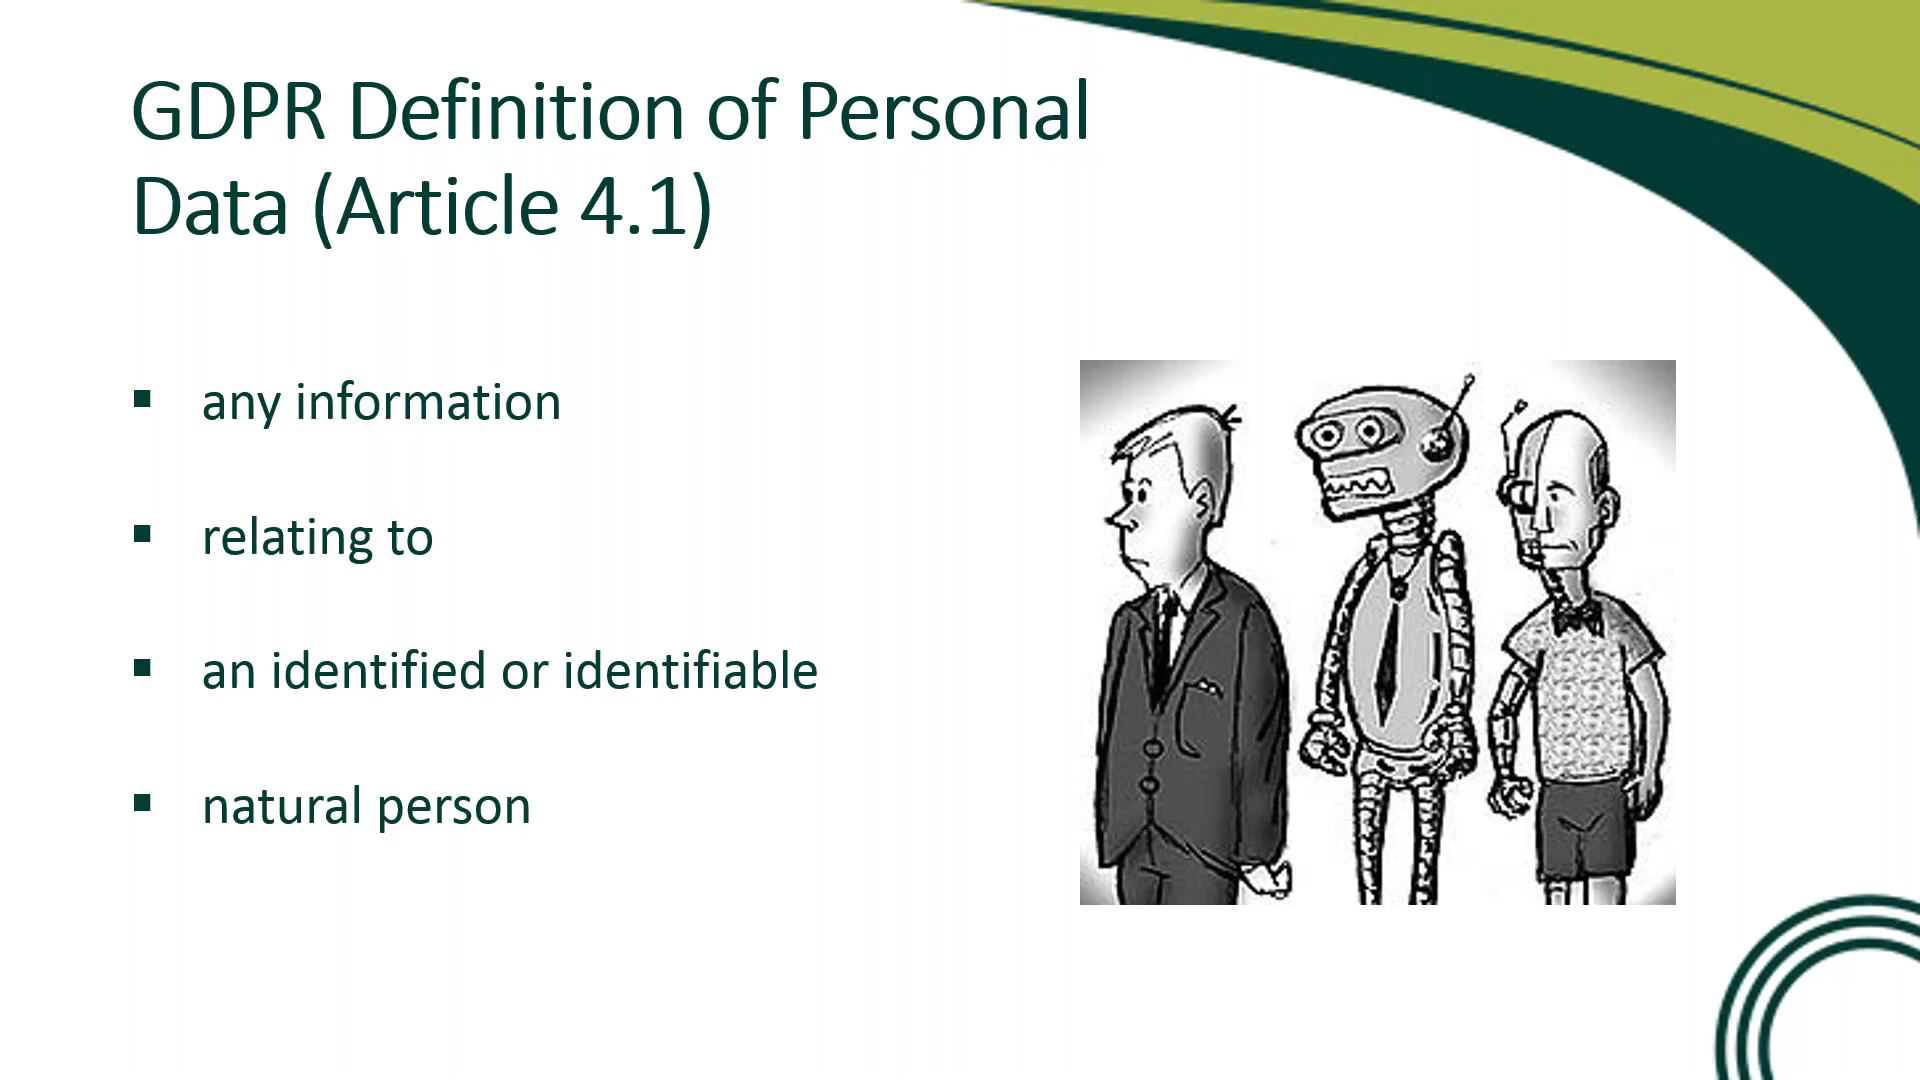 GDPR Definition of Personal
Data (Article 4.1)
▪ any information
▪ relating to
▪ an identified or identifiable
▪ natural person